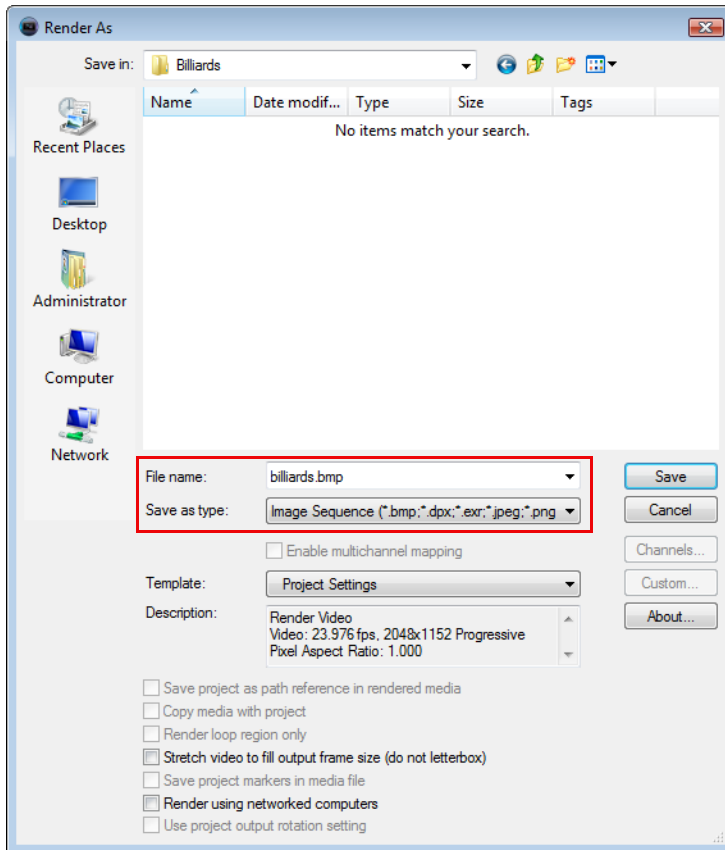 Render As
Save in:
Billiards
Name Date modif... Type Size Tags
No items match your search.
Recent Places
Desktop
Administrator
Computer
Network
File name: billiards.bmp
Save
Save as type: Image Sequence (*.bmp;*.dpx;*.exr;*.jpeg;*.png
Cancel
Enable multichannel mapping
Channels...
Template: Project Settings
Custom...
Description:
Render Video
Video: 23.976 fps, 2048x1152 Progressive
Pixel Aspect Ratio: 1.000
About...
Save project as path reference in rendered media
Copy media with project
Render loop region only
Stretch video to fill output frame size (do not letterbox)
Save project markers in media file
Render using networked computers
Use project output rotation setting